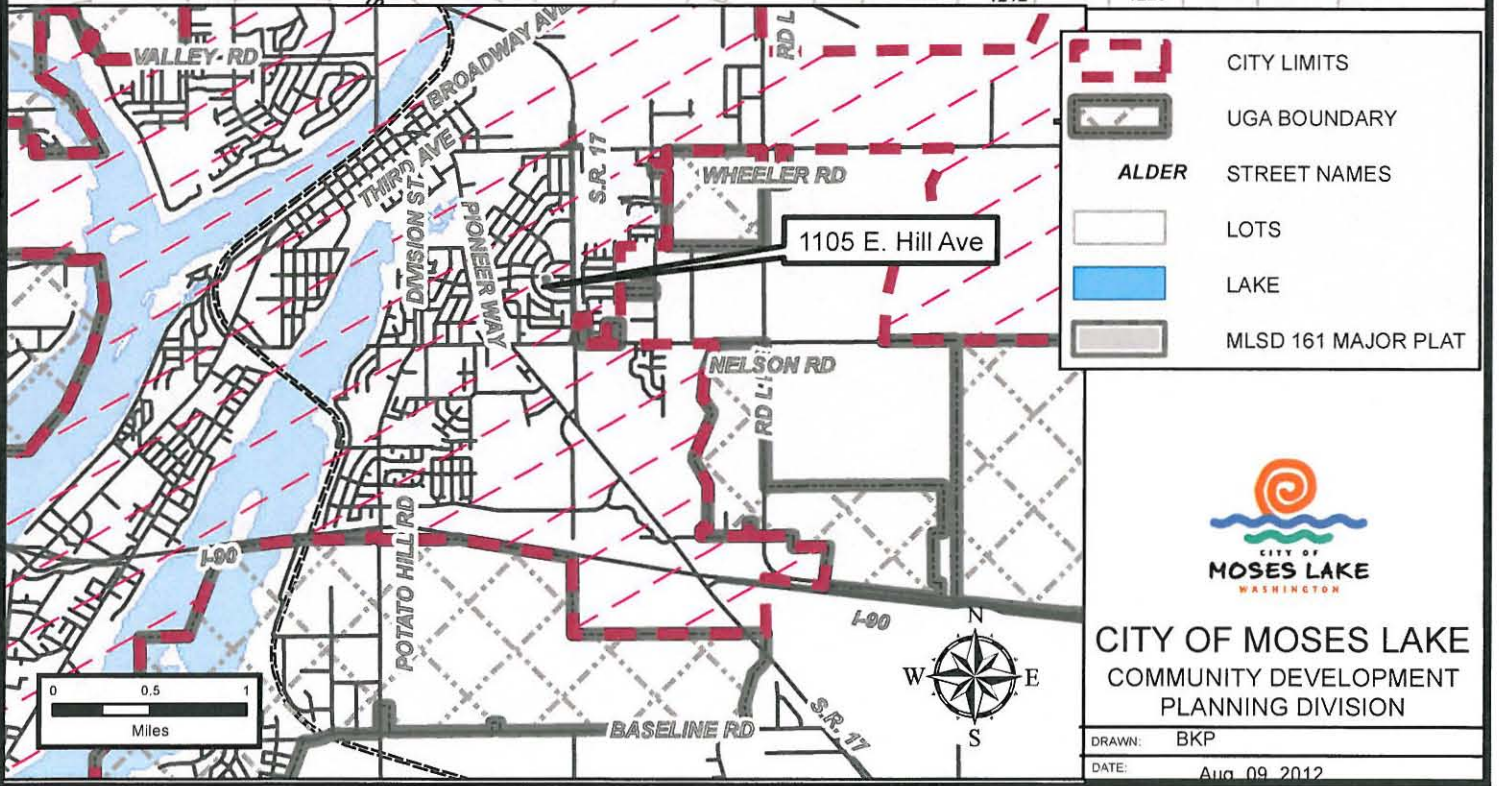 VALLEY-RD
BROADWAY AVE
RD L
THIRD AVE
DIVISION ST
PIONEER WAY
S.R. 17
WHEELER RD
1105 E. Hill Ave
NELSON RD
RD L
POTATO HILL RD
I-90
I-90
BASELINE RD
S.R. 17
0 0.5 1
Miles
N
W E
S
CITY LIMITS
UGA BOUNDARY
ALDER STREET NAMES
LOTS
LAKE
MLSD 161 MAJOR PLAT
CITY OF
MOSES LAKE
WASHINGTON
CITY OF MOSES LAKE
COMMUNITY DEVELOPMENT
PLANNING DIVISION
DRAWN: BKP
DATE: Aug 09 2012